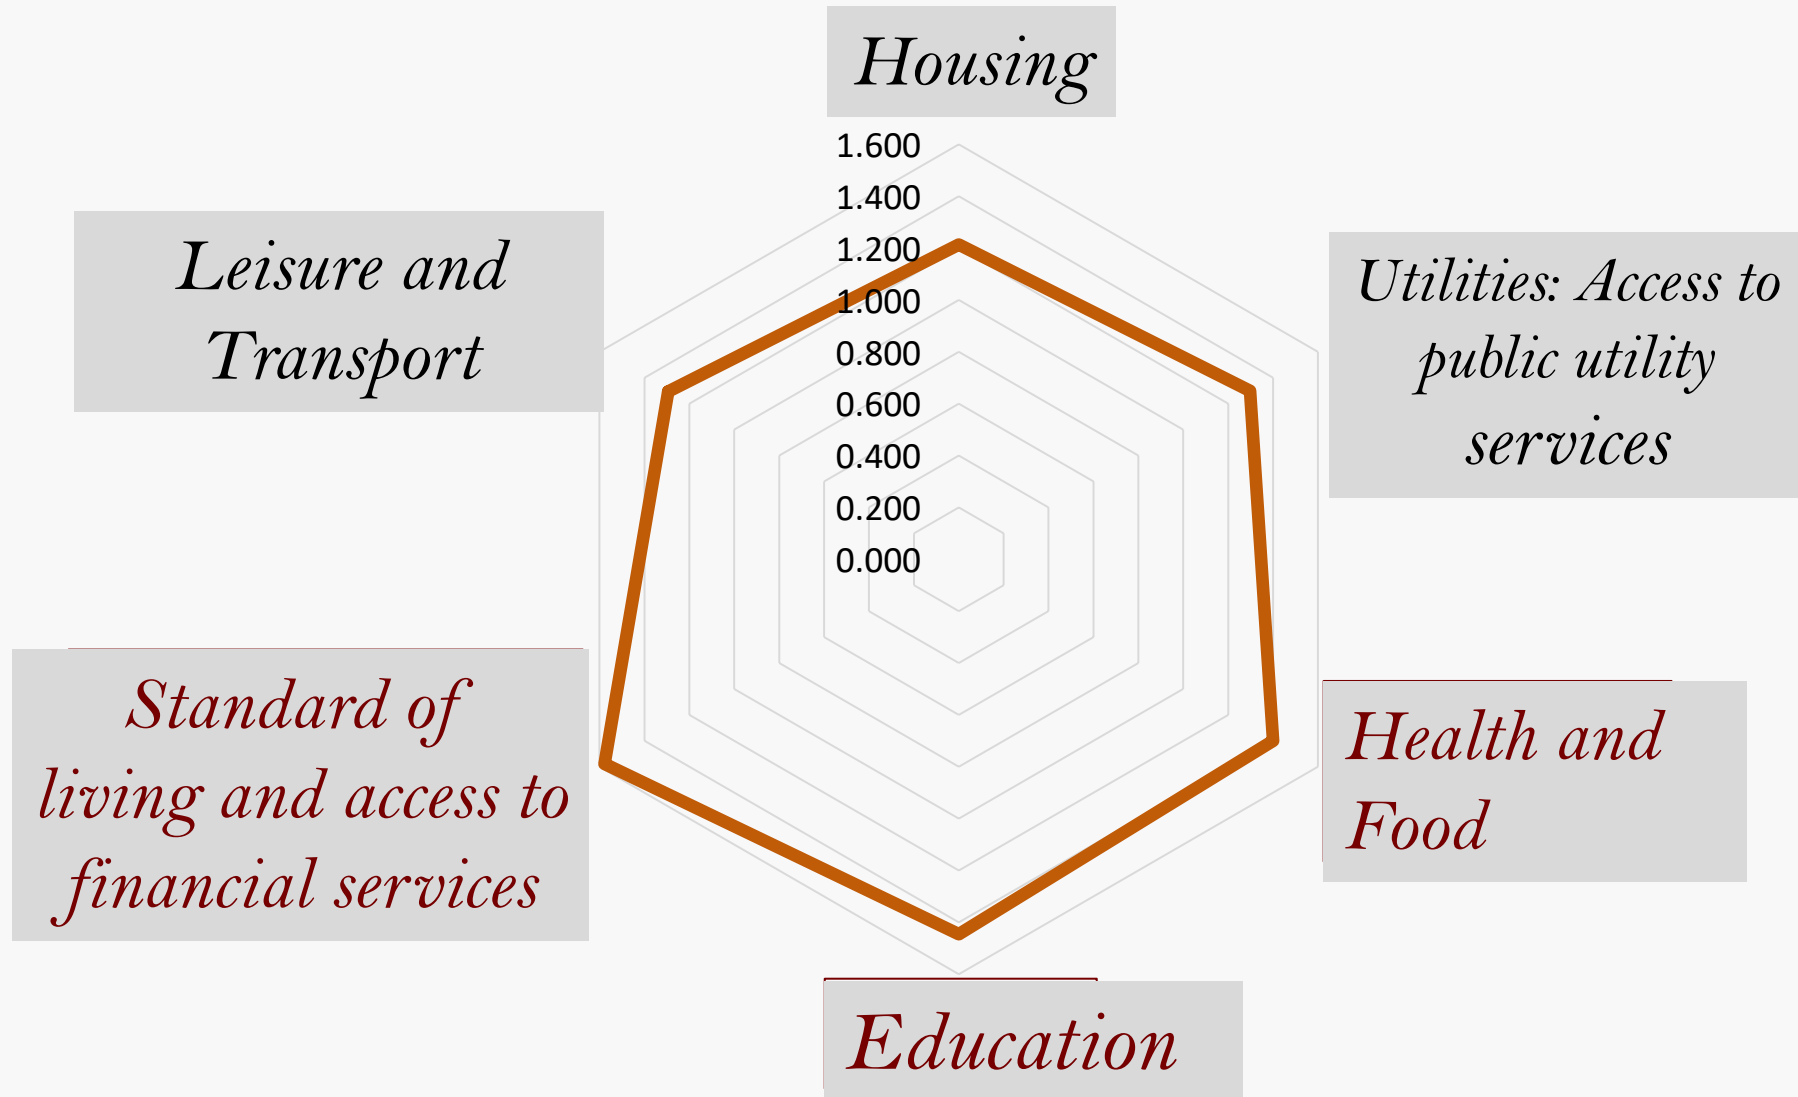 Housing
1.600
1.400
1.200
1.000
0.800
0.600
0.400
0.200
0.000
Leisure and
Transport
Utilities: Access to
public utility
services
Standard of
living and access to
financial services
Health and
Food
Education